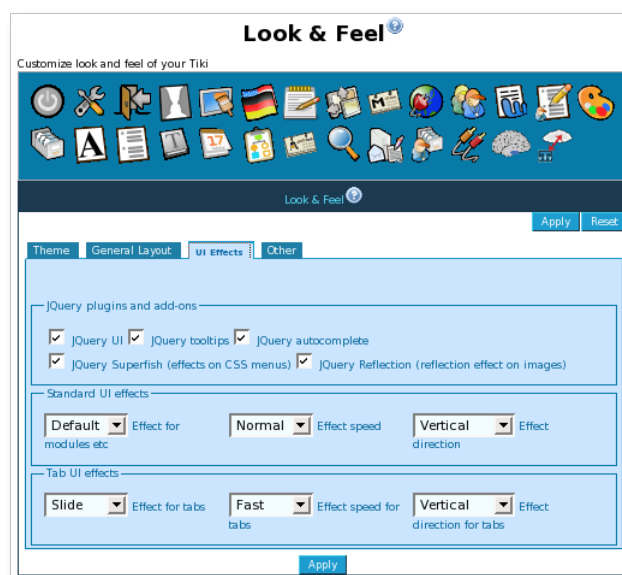 Look & Feel
Customize look and feel of your Tiki
Look & Feel
Apply Reset
Theme General Layout UI Effects Other
JQuery plugins and add-ons
JQuery UI JQuery tooltips JQuery autocomplete
JQuery Superfish (effects on CSS menus) JQuery Reflection (reflection effect on images)
Standard UI effects
Default Effect for Normal Effect speed Vertical Effect
modules etc direction
Tab UI effects
Slide Effect for tabs Fast Effect speed for Vertical Effect
tabs direction for tabs
Apply